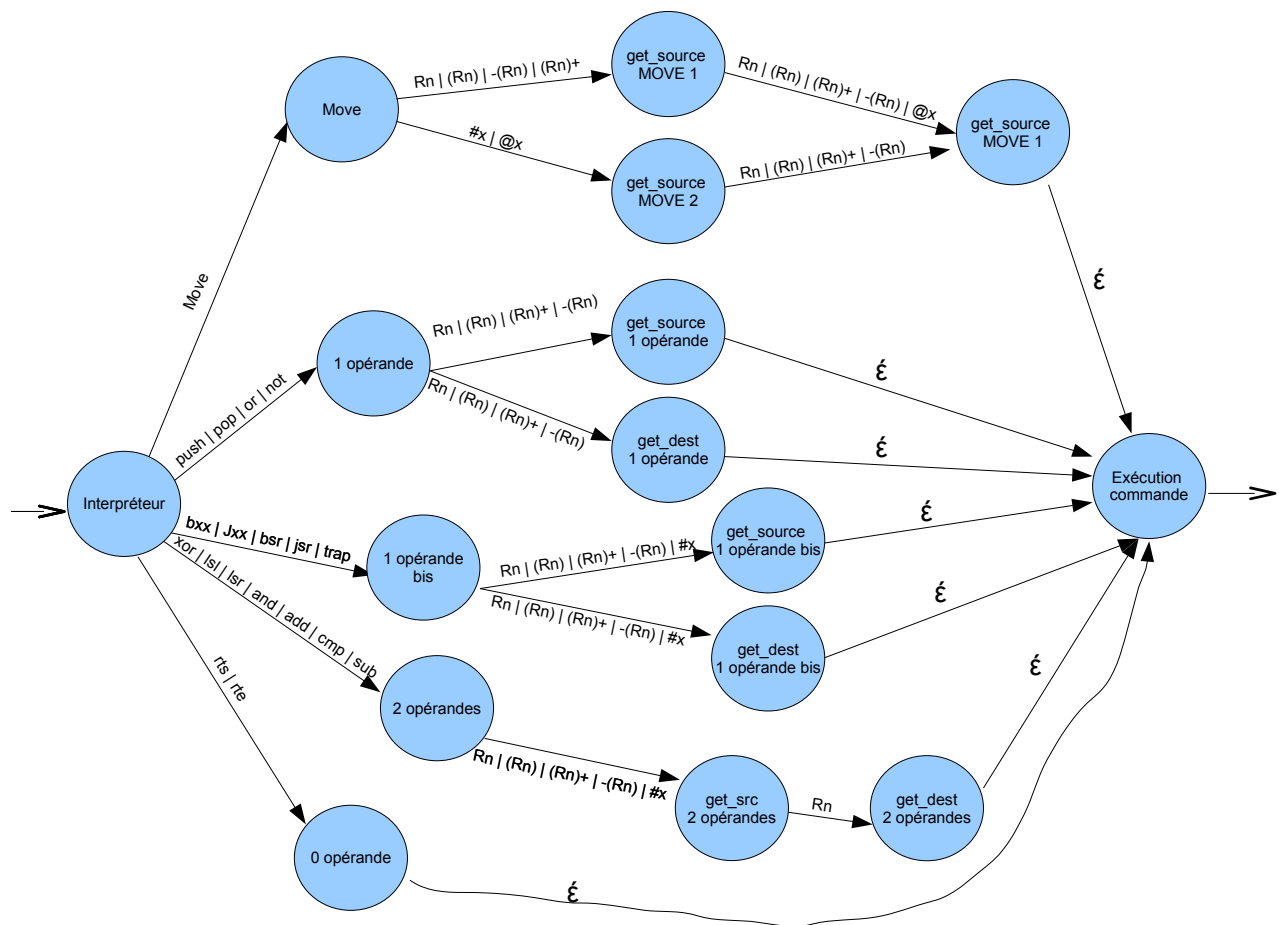 Move
Rn | (Rn) | -(Rn) | (Rn)+
get_source
MOVE 1
Rn | (Rn) | (Rn)+ | -(Rn) | @x
get_source
MOVE 1
#x | @x
get_source
MOVE 2
Rn | (Rn) | (Rn)+ | -(Rn)
έ
Move
1 opérande
Rn | (Rn) | (Rn)+ | -(Rn)
get_source
1 opérande
έ
push | pop | or | not
Rn | (Rn) | (Rn)+ | -(Rn)
get_dest
1 opérande
έ
Interpréteur
Exécution
commande
bxx | Jxx | bsr | jsr | trap
1 opérande
bis
Rn | (Rn) | (Rn)+ | -(Rn) | #x
get_source
1 opérande bis
έ
Rn | (Rn) | (Rn)+ | -(Rn) | #x
get_dest
1 opérande bis
έ
xor | lsl | lsr | and | add | cmp | sub
2 opérandes
Rn | (Rn) | (Rn)+ | -(Rn) | #x
get_src
2 opérandes
Rn
get_dest
2 opérandes
έ
rts | rte
0 opérande
έ